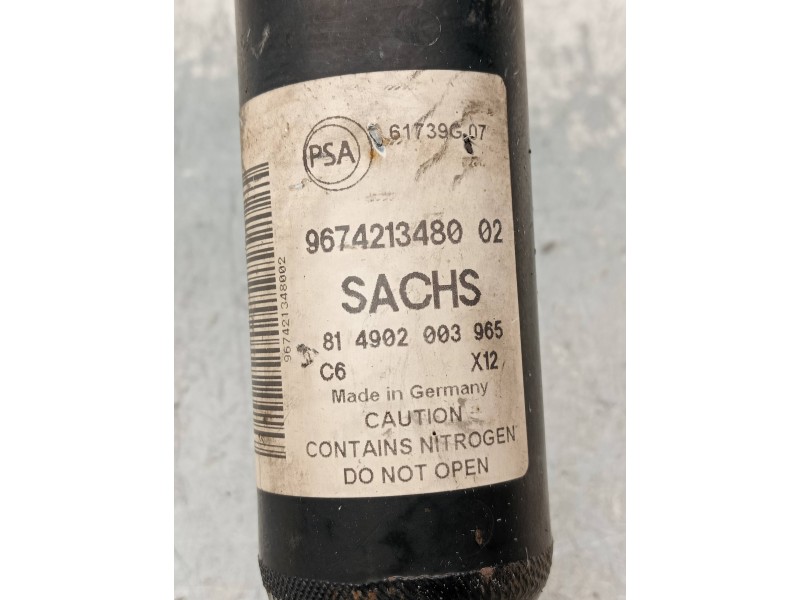 PSA
61739G.07
9674213480 02
SACHS
81 4902 003 965
C6 X12
Made in Germany
CAUTION
CONTAINS NITROGEN
DO NOT OPEN
967421348002